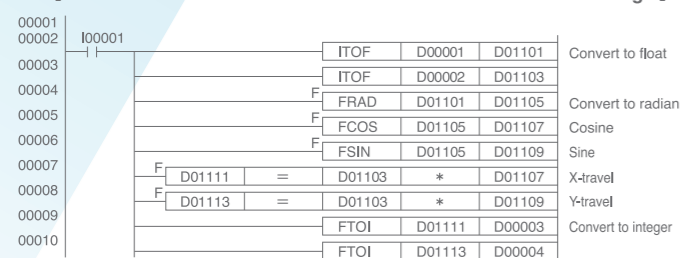 00001
00002 I00001
ITOF D00001 D01101 Convert to float
00003
ITOF D00002 D01103
00004
F FRAD D01101 D01105 Convert to radian
00005
F FCOS D01105 D01107 Cosine
00006
F FSIN D01105 D01109 Sine
00007
F D01111 = D01103 * D01107 X-travel
00008
F D01113 = D01103 * D01109 Y-travel
00009
FTOI D01111 D00003 Convert to integer
00010
FTOI D01113 D00004